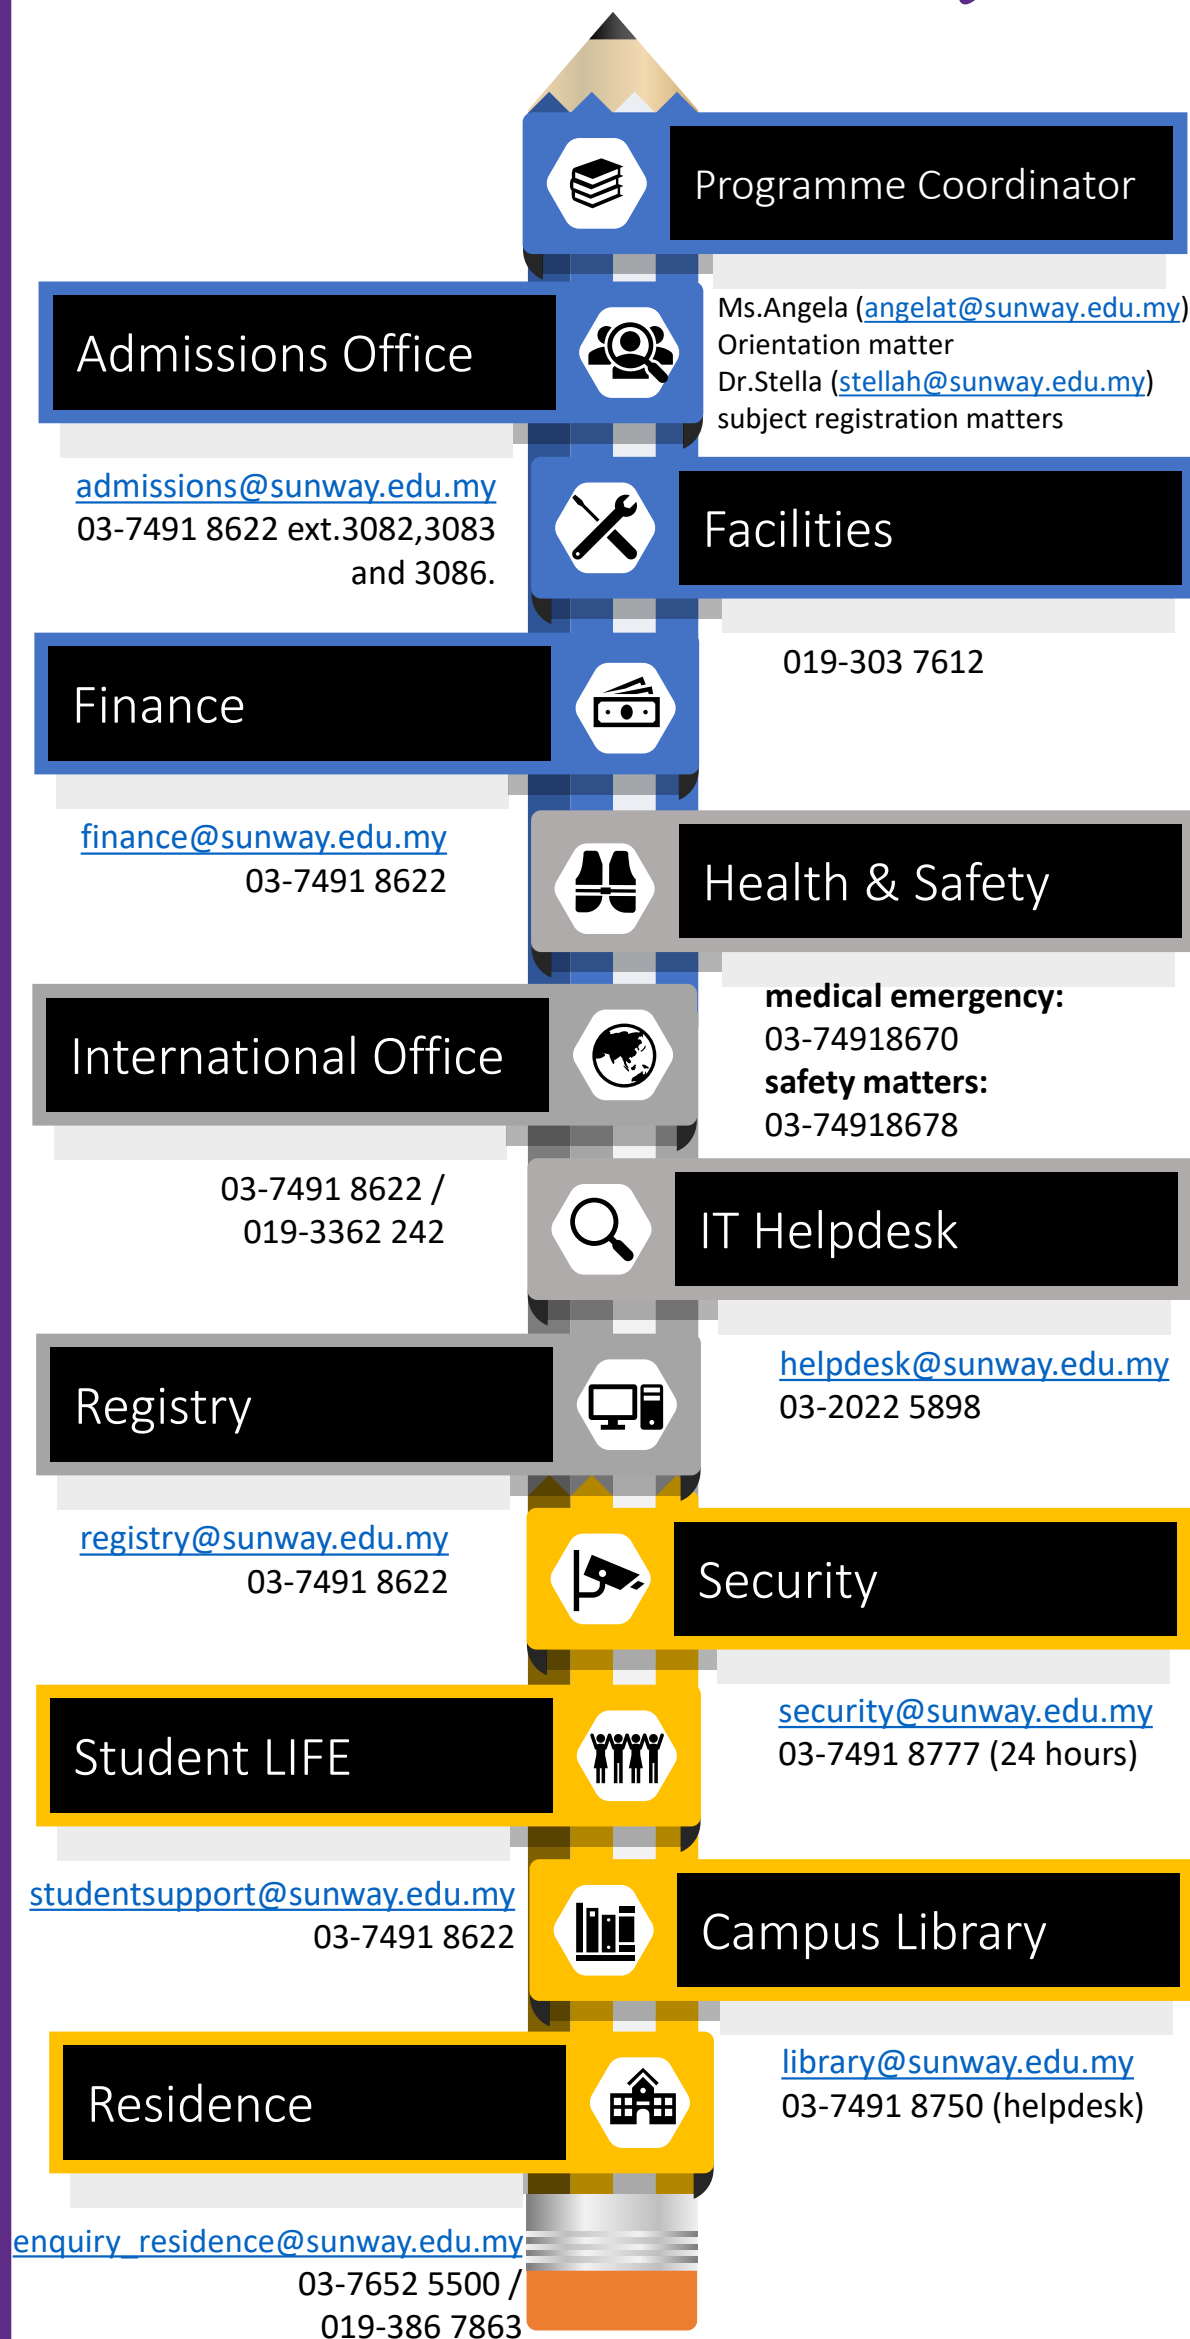 Programme Coordinator
Ms.Angela (angelat@sunway.edu.my)
Orientation matter
Dr.Stella (stellah@sunway.edu.my)
subject registration matters
Admissions Office
admissions@sunway.edu.my
03-7491 8622 ext.3082,3083
and 3086.
Facilities
019-303 7612
Finance
finance@sunway.edu.my
03-7491 8622
Health & Safety
medical emergency:
03-74918670
safety matters:
03-74918678
International Office
03-7491 8622 /
019-3362 242
IT Helpdesk
helpdesk@sunway.edu.my
03-2022 5898
Registry
registry@sunway.edu.my
03-7491 8622
Security
security@sunway.edu.my
03-7491 8777 (24 hours)
Student LIFE
studentsupport@sunway.edu.my
03-7491 8622
Campus Library
library@sunway.edu.my
03-7491 8750 (helpdesk)
Residence
enquiry_residence@sunway.edu.my
03-7652 5500 /
019-386 7863